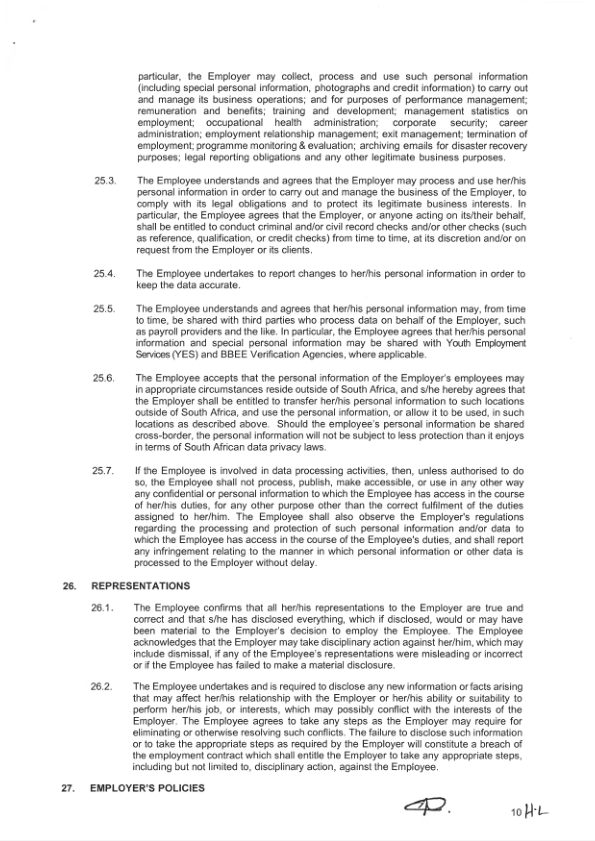 particular, the Employer may collect, process and use such personal information
(including special personal information, photographs and credit information) to carry out
and manage its business operations; and for purposes of performance management;
remuneration and benefits; training and development; management statistics on
employment; occupational health administration; corporate security; career
administration; employment relationship management; exit management; termination of
employment; programme monitoring & evaluation; archiving emails for disaster recovery
purposes; legal reporting obligations and any other legitimate business purposes.
25.3. The Employee understands and agrees that the Employer may process and use her/his
personal information in order to carry out and manage the business of the Employer, to
comply with its legal obligations and to protect its legitimate business interests. In
particular, the Employee agrees that the Employer, or anyone acting on its/their behalf,
shall be entitled to conduct criminal and/or civil record checks and/or other checks (such
as reference, qualification, or credit checks) from time to time, at its discretion and/or on
request from the Employer or its clients.
25.4. The Employee undertakes to report changes to her/his personal information in order to
keep the data accurate.
25.5. The Employee understands and agrees that her/his personal information may, from time
to time, be shared with third parties who process data on behalf of the Employer, such
as payroll providers and the like. In particular, the Employee agrees that her/his personal
information and special personal information may be shared with Youth Employment
Services (YES) and BBEE Verification Agencies, where applicable.
25.6. The Employee accepts that the personal information of the Employer's employees may
in appropriate circumstances reside outside of South Africa, and s/he hereby agrees that
the Employer shall be entitled to transfer her/his personal information to such locations
outside of South Africa, and use the personal information, or allow it to be used, in such
locations as described above. Should the employee's personal information be shared
cross-border, the personal information will not be subject to less protection than it enjoys
in terms of South African data privacy laws.
25.7. If the Employee is involved in data processing activities, then, unless authorised to do
so, the Employee shall not process, publish, make accessible, or use in any other way
any confidential or personal information to which the Employee has access in the course
of her/his duties, for any other purpose other than the correct fulfilment of the duties
assigned to her/him. The Employee shall also observe the Employer's regulations
regarding the processing and protection of such personal information and/or data to
which the Employee has access in the course of the Employee's duties, and shall report
any infringement relating to the manner in which personal information or other data is
processed to the Employer without delay.
26. REPRESENTATIONS
26.1. The Employee confirms that all her/his representations to the Employer are true and
correct and that s/he has disclosed everything, which if disclosed, would or may have
been material to the Employer's decision to employ the Employee. The Employee
acknowledges that the Employer may take disciplinary action against her/him, which may
include dismissal, if any of the Employee's representations were misleading or incorrect
or if the Employee has failed to make a material disclosure.
26.2. The Employee undertakes and is required to disclose any new information or facts arising
that may affect her/his relationship with the Employer or her/his ability or suitability to
perform her/his job, or interests, which may possibly conflict with the interests of the
Employer. The Employee agrees to take any steps as the Employer may require for
eliminating or otherwise resolving such conflicts. The failure to disclose such information
or to take the appropriate steps as required by the Employer will constitute a breach of
the employment contract which shall entitle the Employer to take any appropriate steps,
including but not limited to, disciplinary action, against the Employee.
27. EMPLOYER'S POLICIES
10 H.L